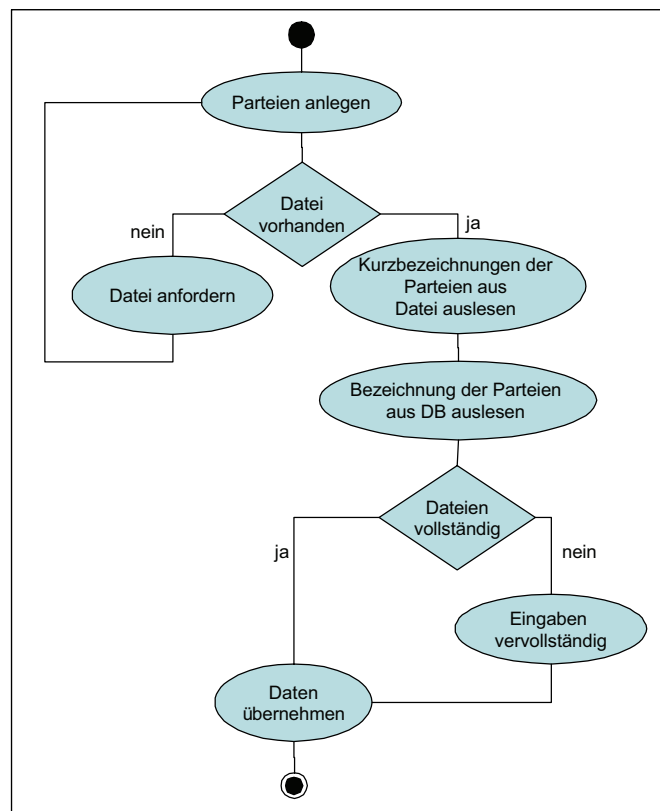 Parteien anlegen
Datei
vorhanden
nein
ja
Datei anfordern
Kurzbezeichnungen der
Parteien aus
Datei auslesen
Bezeichnung der Parteien
aus DB auslesen
Dateien
vollständig
ja
nein
Eingaben
vervollständig
Daten
übernehmen